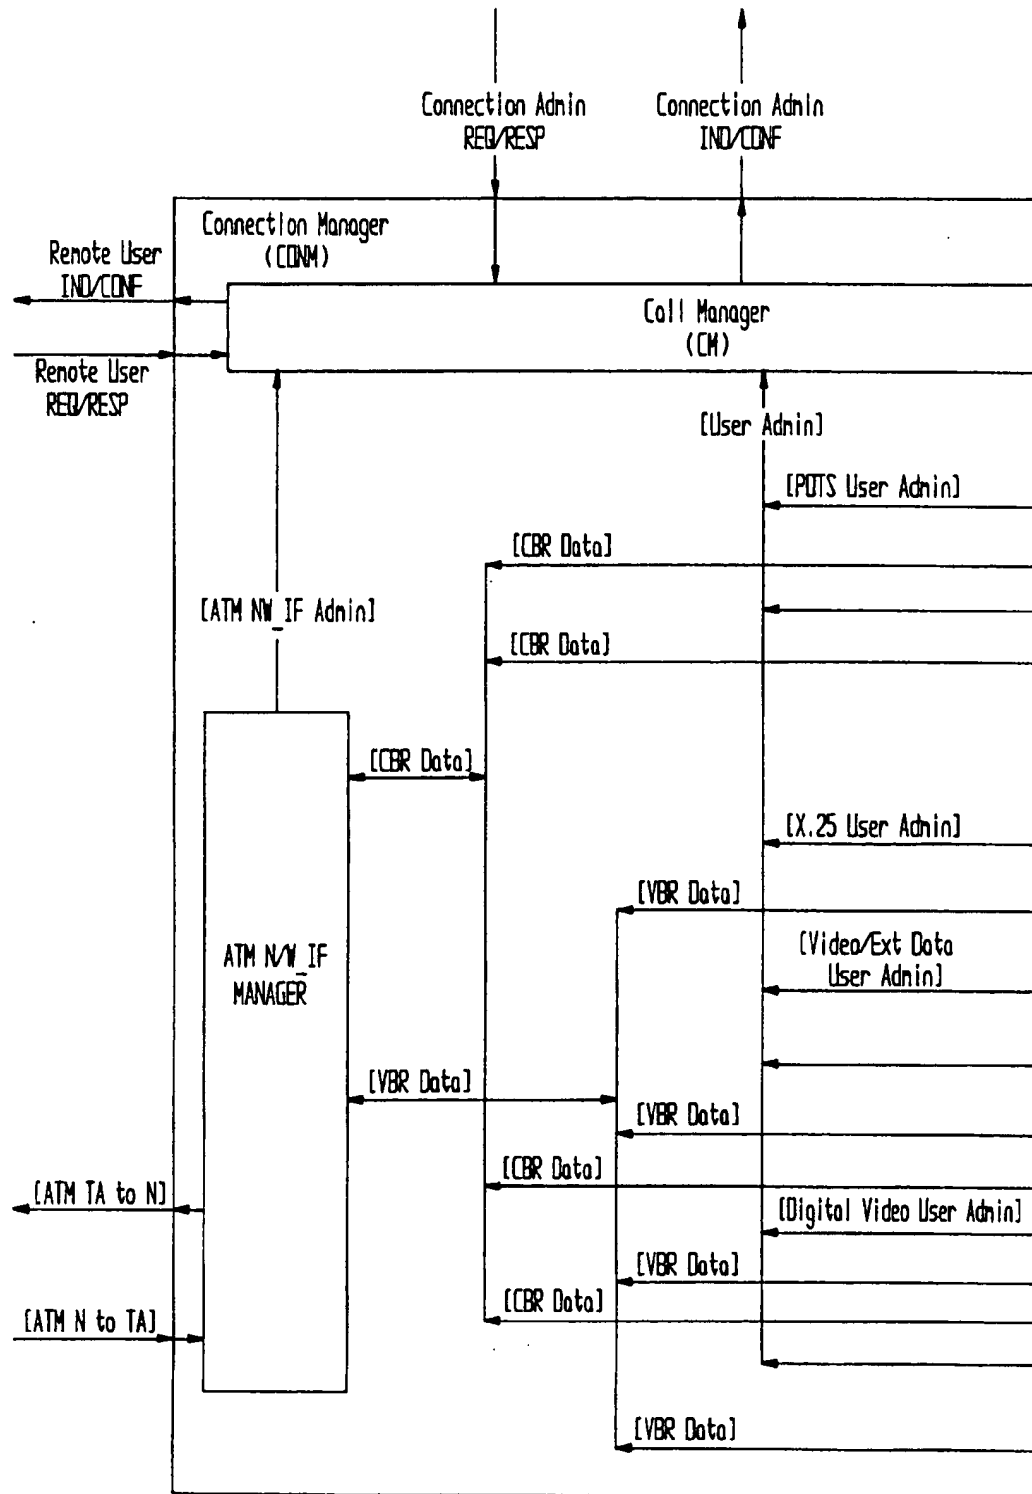 Connection Admin
REQ/RESP
Connection Admin
IND/CONF
Connection Manager
(CONM)
Remote User
IND/CONF
Call Manager
(CM)
Remote User
REQ/RESP
[User Admin]
[POTS User Admin]
[CBR Data]
[ATM NW_IF Admin]
[CBR Data]
[CBR Data]
[X.25 User Admin]
[VBR Data]
[Video/Ext Data
User Admin]
ATM N/W_IF
MANAGER
[VBR Data]
[VBR Data]
[CBR Data]
[ATM TA to N]
[Digital Video User Admin]
[VBR Data]
[CBR Data]
[ATM N to TA]
[VBR Data]